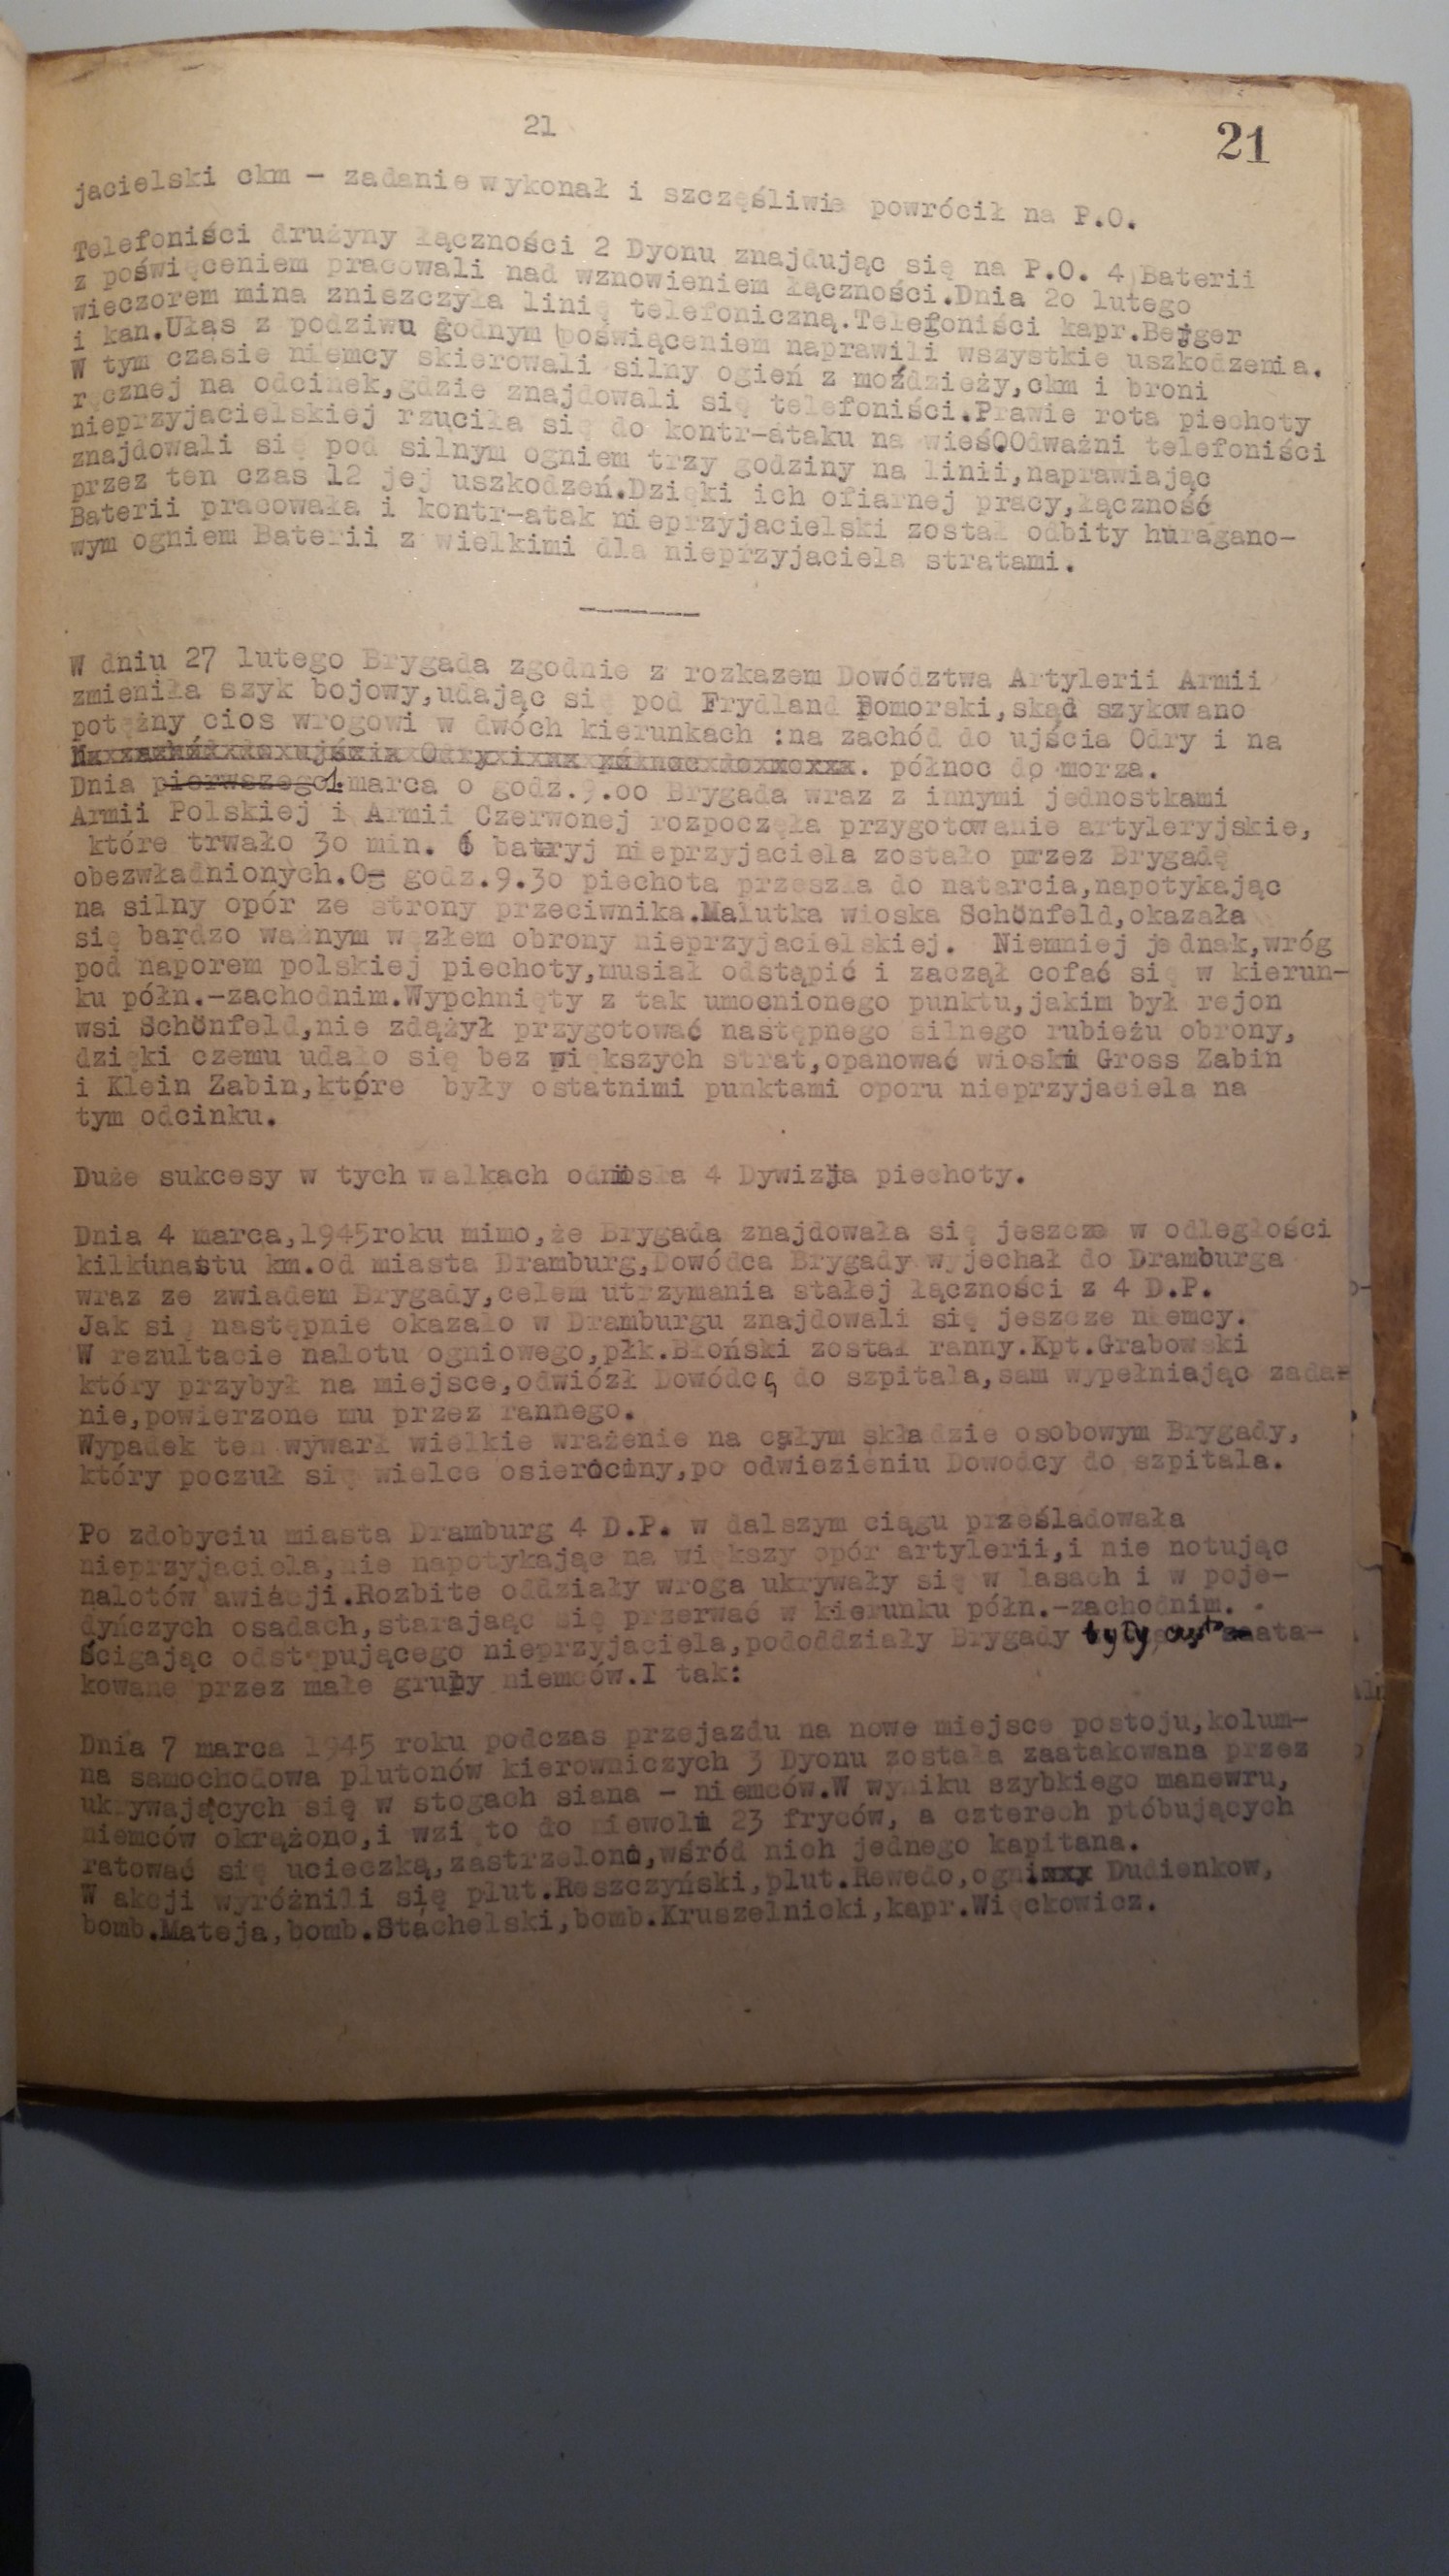 21
21
jacielski ckm - zadanie wykonał i szczęśliwie powrócił na P.O.
Telefoniści drużyny łączności 2 Dyonu znajdując się na P.O. 4 Baterii
z poświęceniem pracowali nad wznowieniem łączności.Dnia 2o lutego
wieczorem mina zniszczyła linię telefoniczną.Telefoniści kapr.Berger
i kan.Ułas z podziwu godnym poświąceniem naprawili wszystkie uszkodzenia.
W tym czasie niemcy skierowali silny ogień z moździeży,ckm i broni
ręcznej na odcinek,gdzie znajdowali się telefoniści.Prawie rota piechoty
nieprzyjacielskiej rzuciła się do kontr-ataku na wieś.Odważni telefoniści
znajdowali się pod silnym ogniem trzy godziny na linii,naprawiając
przez ten czas 12 jej uszkodzeń.Dzięki ich ofiarnej pracy,łączność
Baterii pracowała i kontr-atak nieprzyjacielski został odbity huragano-
wym ogniem Baterii z wielkimi dla nieprzyjaciela stratami.
-------
W dniu 27 lutego Brygada zgodnie z rozkazem Dowództwa Artylerii Armii
zmieniła szyk bojowy,udając się pod Frydland Pomorski,skąd szykowano
potężny cios wrogowi w dwóch kierunkach :na zachód do ujścia Odry i na
północ do morza.
Dnia pierwszego 1 marca o godz.9.oo Brygada wraz z innymi jednostkami
Armii Polskiej i Armii Czerwonej rozpoczęła przygotowanie artyleryjskie,
które trwało 3o min. 6 bateryj nieprzyjaciela zostało przez Brygadę
obezwładnionych.O godz.9.3o piechota przeszła do natarcia,napotykając
na silny opór ze strony przeciwnika.Malutka wioska Schönfeld,okazała
się bardzo ważnym węzłem obrony nieprzyjacielskiej. Niemniej jednak,wróg
pod naporem polskiej piechoty,musiał odstąpić i zaczął cofać się w kierun-
ku półn.-zachodnim.Wypchnięty z tak umocnionego punktu,jakim był rejon
wsi Schönfeld,nie zdążył przygotować następnego silnego rubieżu obrony,
dzięki czemu udało się bez większych strat,opanować wioski Gross Zabin
i Klein Zabin,które były ostatnimi punktami oporu nieprzyjaciela na
tym odcinku.
Duże sukcesy w tych walkach odniosła 4 Dywizja piechoty.
Dnia 4 marca,1945roku mimo,że Brygada znajdowała się jeszcze w odległości
kilkunastu km.od miasta Dramburg,Dowódca Brygady wyjechał do Dramburga
wraz ze zwiadem Brygady,celem utrzymania stałej łączności z 4 D.P.
Jak się następnie okazało w Dramburgu znajdowali się jeszcze niemcy.
W rezultacie nalotu ogniowego,płk.Błoński został ranny.Kpt.Grabowski
który przybył na miejsce,odwiózł Dowódcę do szpitala,sam wypełniając zada-
nie,powierzone mu przez rannego.
Wypadek ten wywarł wielkie wrażenie na całym składzie osobowym Brygady,
który poczuł się wielce osierociny,po odwiezieniu Dowodcy do szpitala.
Po zdobyciu miasta Dramburg 4 D.P. w dalszym ciągu prześladowała
nieprzyjaciela,nie napotykając na większy opór artylerii,i nie notując
nalotów awiacji.Rozbite oddziały wroga ukrywały się w lasach i w poje-
dyńczych osadach,starajaąc się przerwać w kierunku półn.-zachodnim.
Ścigając odstępującego nieprzyjaciela,pododdziały Brygady były często zaata-
kowane przez małe grupy niemców.I tak:
Dnia 7 marca 1945 roku podczas przejazdu na nowe miejsce postoju,kolum-
na samochodowa plutonów kierowniczych 3 Dyonu została zaatakowana przez
ukrywających się w stogach siana - niemców.W wyniku szybkiego manewru,
niemców okrążono,i wzięto do niewoli 23 fryców, a czterech ptóbujących
ratować się ucieczką,zastrzelono,wśród nich jednego kapitana.
W akcji wyróżnili się plut.Reszczyński,plut.Rewedo,ogni Dudienkow,
bomb.Mateja,bomb.Stachelski,bomb.Kruszelnicki,kapr.Więckowicz.